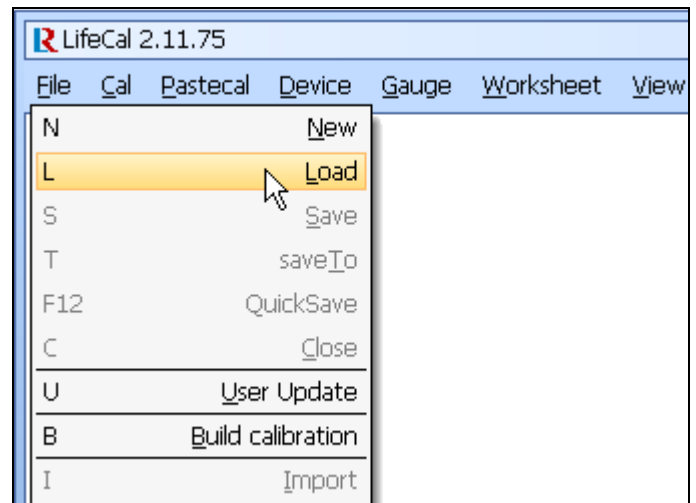 LifeCal 2.11.75
File Cal Pastecal Device Gauge Worksheet View
N New
L Load
S Save
T saveTo
F12 QuickSave
C Close
U User Update
B Build calibration
I Import